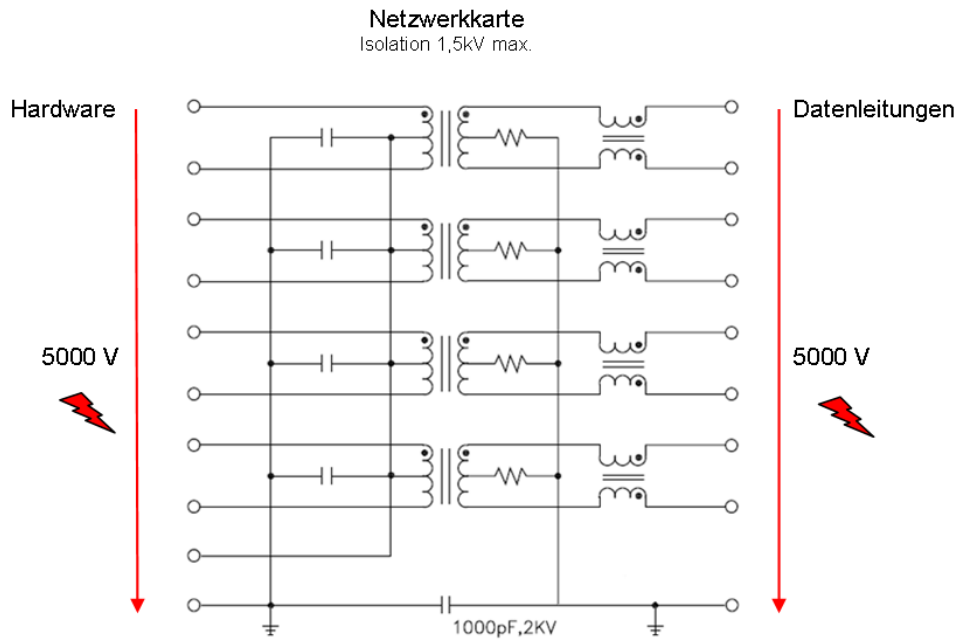 Netzwerkkarte
Isolation 1,5kV max.
Hardware
Datenleitungen
5000 V
5000 V
1000pF,2KV